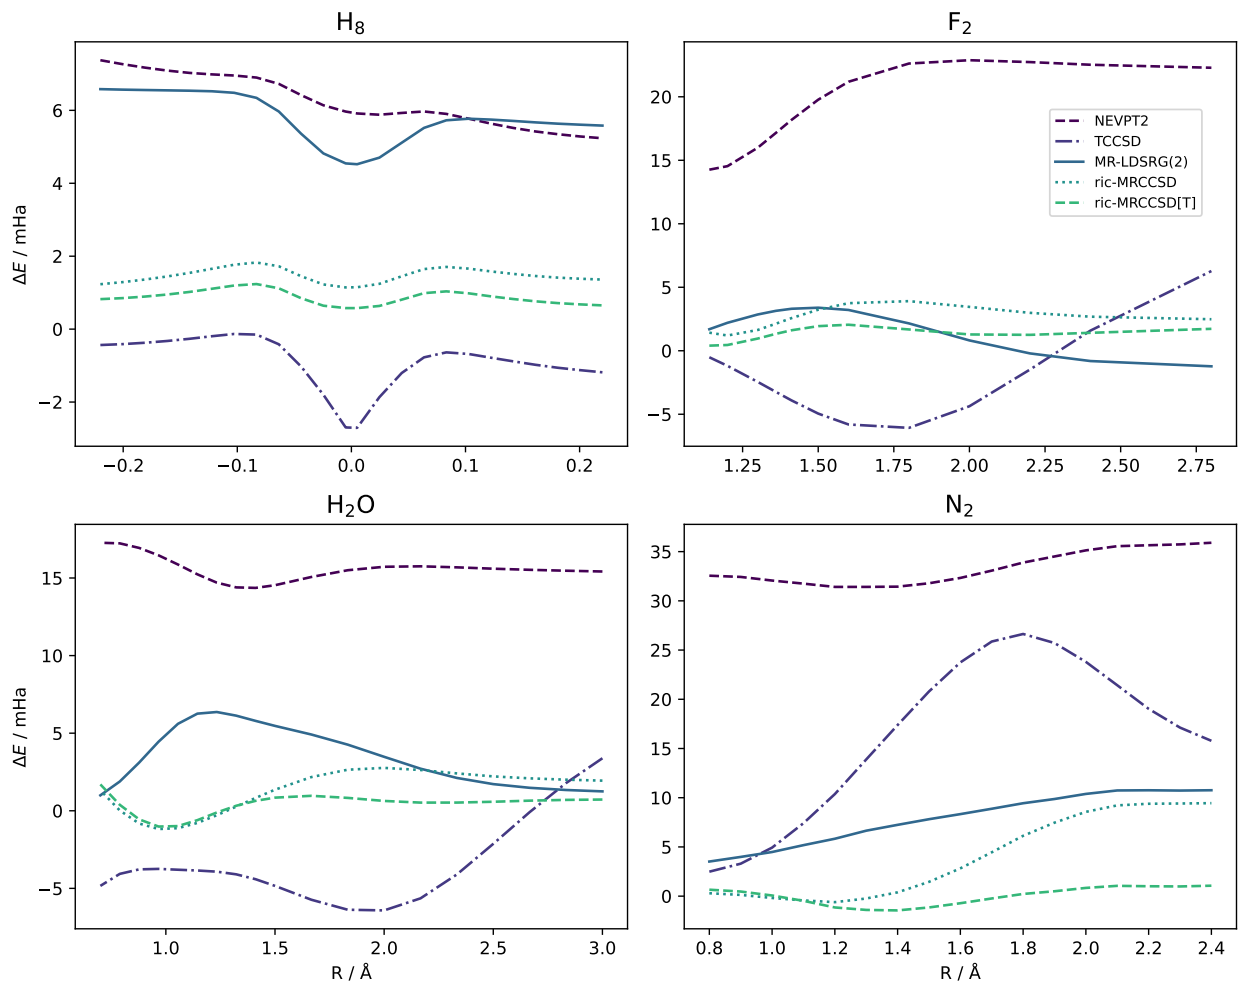 H₈
ΔE / mHa
6
4
2
0
−2
−0.2 −0.1 0.0 0.1 0.2
F₂
20
15
10
5
0
−5
1.25 1.50 1.75 2.00 2.25 2.50 2.75
NEVPT2
TCCSD
MR-LDSRG(2)
ric-MRCCSD
ric-MRCCSD[T]
H₂O
ΔE / mHa
15
10
5
0
−5
1.0 1.5 2.0 2.5 3.0
R / Å
N₂
35
30
25
20
15
10
5
0
0.8 1.0 1.2 1.4 1.6 1.8 2.0 2.2 2.4
R / Å